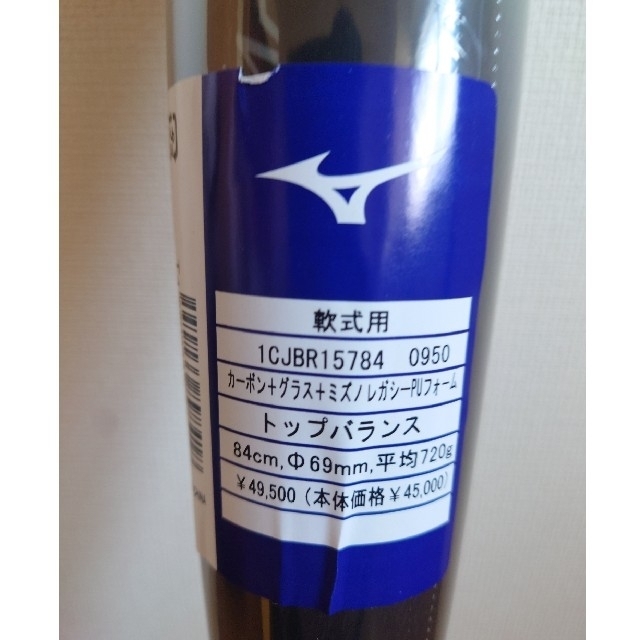 軟式用
1CJBR15784 0950
カーボン+グラス+ミズノレガシーPUフォーム
トップバランス
84cm,Φ69mm,平均720g
¥49,500(本体価格¥45,000)